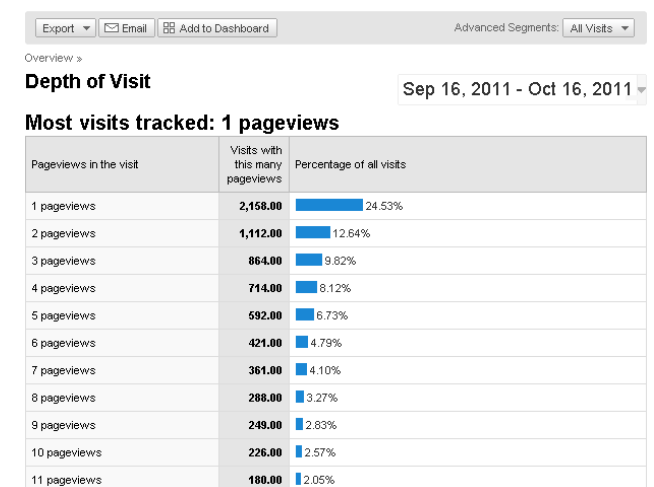 Export Email Add to Dashboard Advanced Segments: All Visits
Overview »
Depth of Visit
Sep 16, 2011 - Oct 16, 2011
Most visits tracked: 1 pageviews
Pageviews in the visit Visits with this many pageviews Percentage of all visits
1 pageviews 2,158.00 24.53%
2 pageviews 1,112.00 12.64%
3 pageviews 864.00 9.82%
4 pageviews 714.00 8.12%
5 pageviews 592.00 6.73%
6 pageviews 421.00 4.79%
7 pageviews 361.00 4.10%
8 pageviews 288.00 3.27%
9 pageviews 249.00 2.83%
10 pageviews 226.00 2.57%
11 pageviews 180.00 2.05%